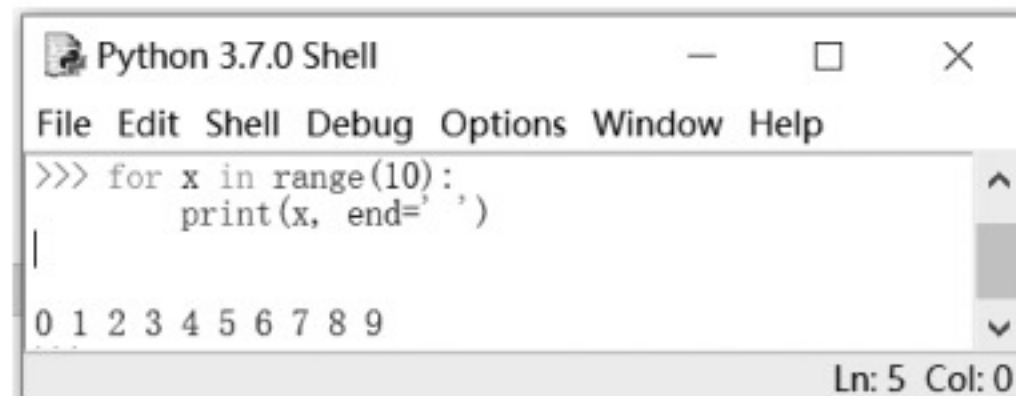 Python 3.7.0 Shell
File Edit Shell Debug Options Window Help
>>> for x in range(10):
        print(x, end=' ')
0 1 2 3 4 5 6 7 8 9
Ln: 5 Col: 0